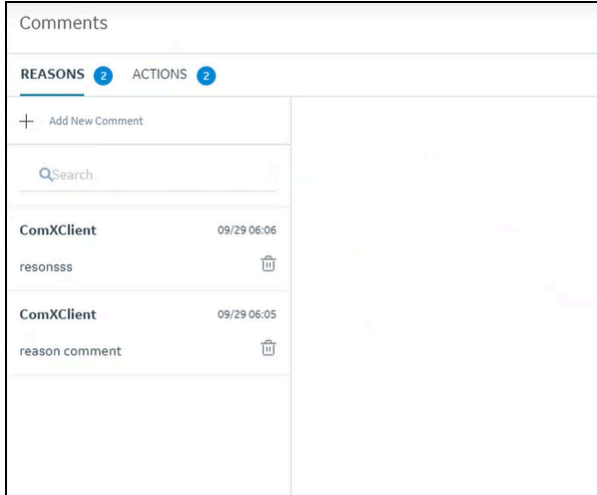 Comments
REASONS 2 ACTIONS 2
Add New Comment
Search
ComXClient 09/29 06:06
resonsss
ComXClient 09/29 06:05
reason comment